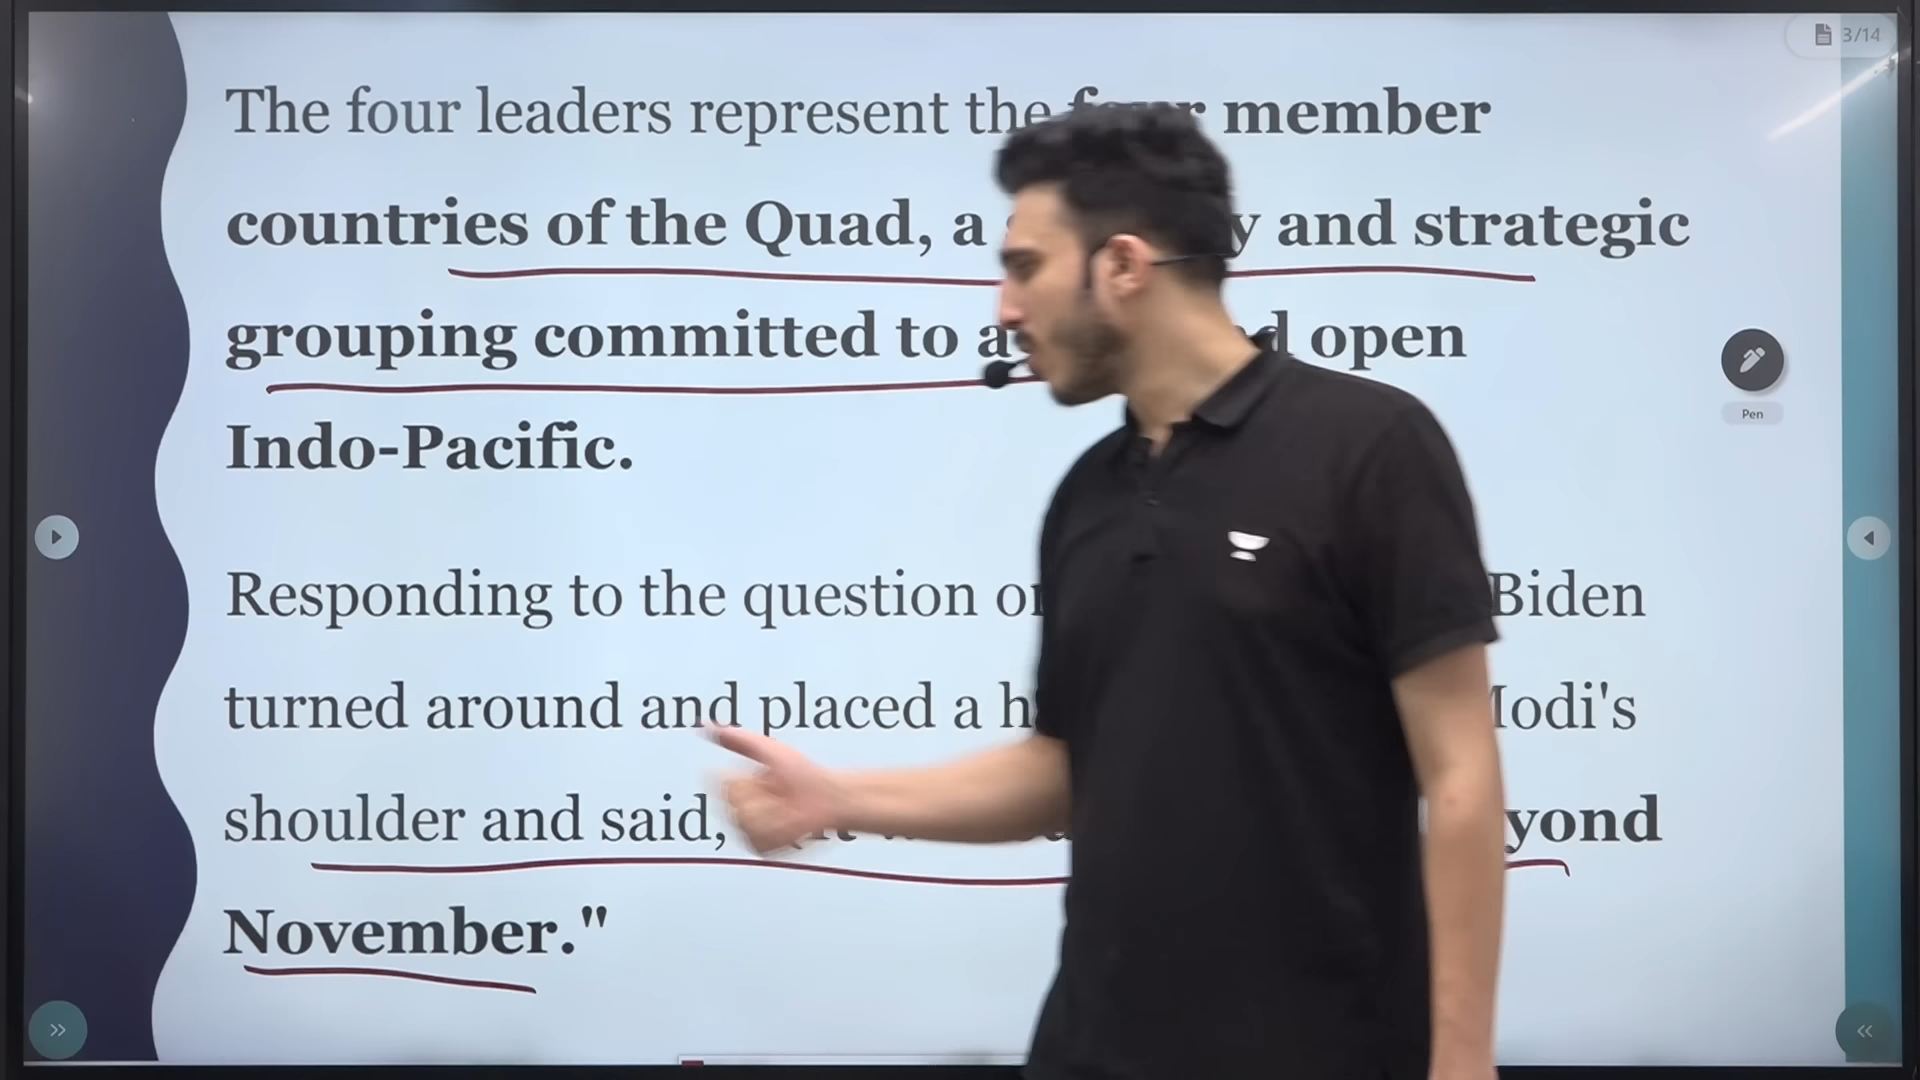 3/14
The four leaders represent the four member
countries of the Quad, a and strategic
grouping committed to a open
Indo-Pacific.
Pen
Responding to the question Biden
turned around and placed a Modi's
shoulder and said, beyond
November."